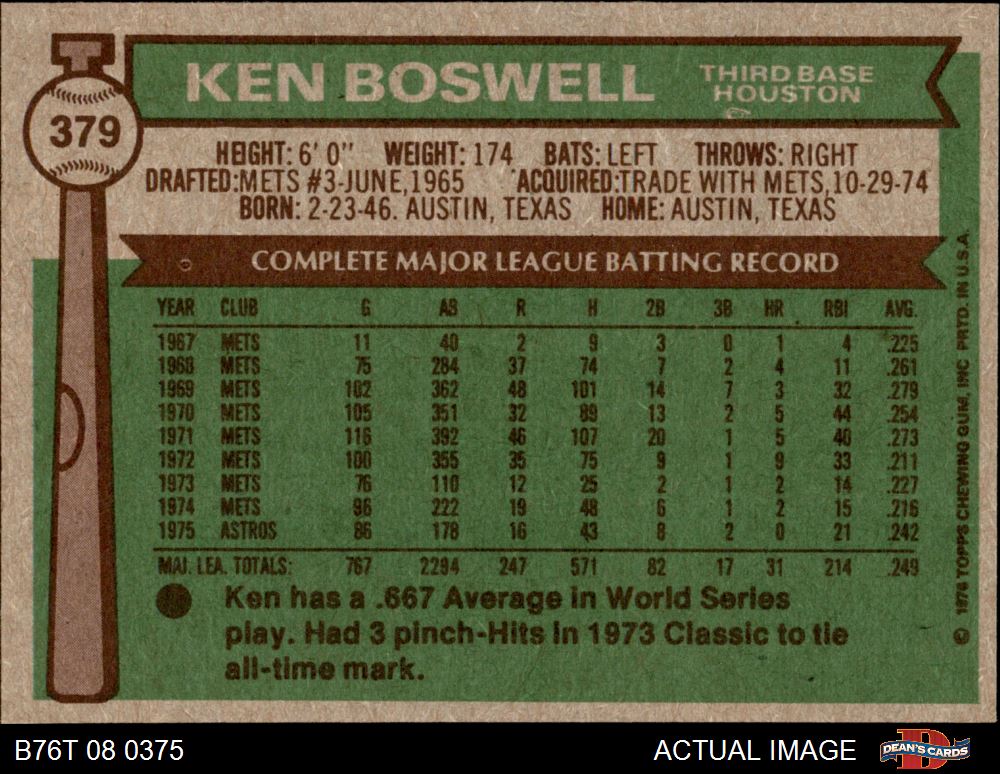 379
KEN BOSWELL
THIRD BASE
HOUSTON
HEIGHT: 6' 0" WEIGHT: 174 BATS: LEFT THROWS: RIGHT
DRAFTED: METS #3-JUNE, 1965 ACQUIRED: TRADE WITH METS, 10-29-74
BORN: 2-23-46. AUSTIN, TEXAS HOME: AUSTIN, TEXAS
COMPLETE MAJOR LEAGUE BATTING RECORD
YEAR CLUB G AB R H 2B 3B HR RBI AVG.
1967 METS 11 40 2 9 3 0 1 4 .225
1968 METS 75 284 37 74 7 2 4 11 .261
1969 METS 102 362 48 101 14 7 3 32 .279
1970 METS 105 351 32 89 13 2 5 44 .254
1971 METS 116 392 46 107 20 1 5 40 .273
1972 METS 100 355 35 75 9 1 9 33 .211
1973 METS 76 110 12 25 2 1 2 14 .227
1974 METS 96 222 19 48 6 1 2 15 .216
1975 ASTROS 86 178 16 43 8 2 0 21 .242
MAJ. LEA. TOTALS: 767 2294 247 571 82 17 31 214 .249
Ken has a .667 Average in World Series
play. Had 3 pinch-Hits in 1973 Classic to tie
all-time mark.
© 1976 TOPPS CHEWING GUM, INC PRTD. IN U.S.A.
B76T 08 0375
ACTUAL IMAGE
DEAN'S CARDS